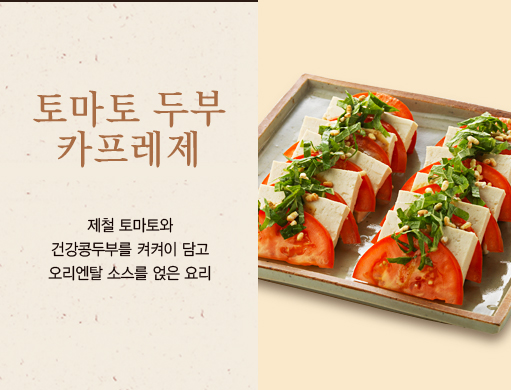 토마토 두부
카프레제
제철 토마토와
건강콩두부를 켜켜이 담고
오리엔탈 소스를 얹은 요리